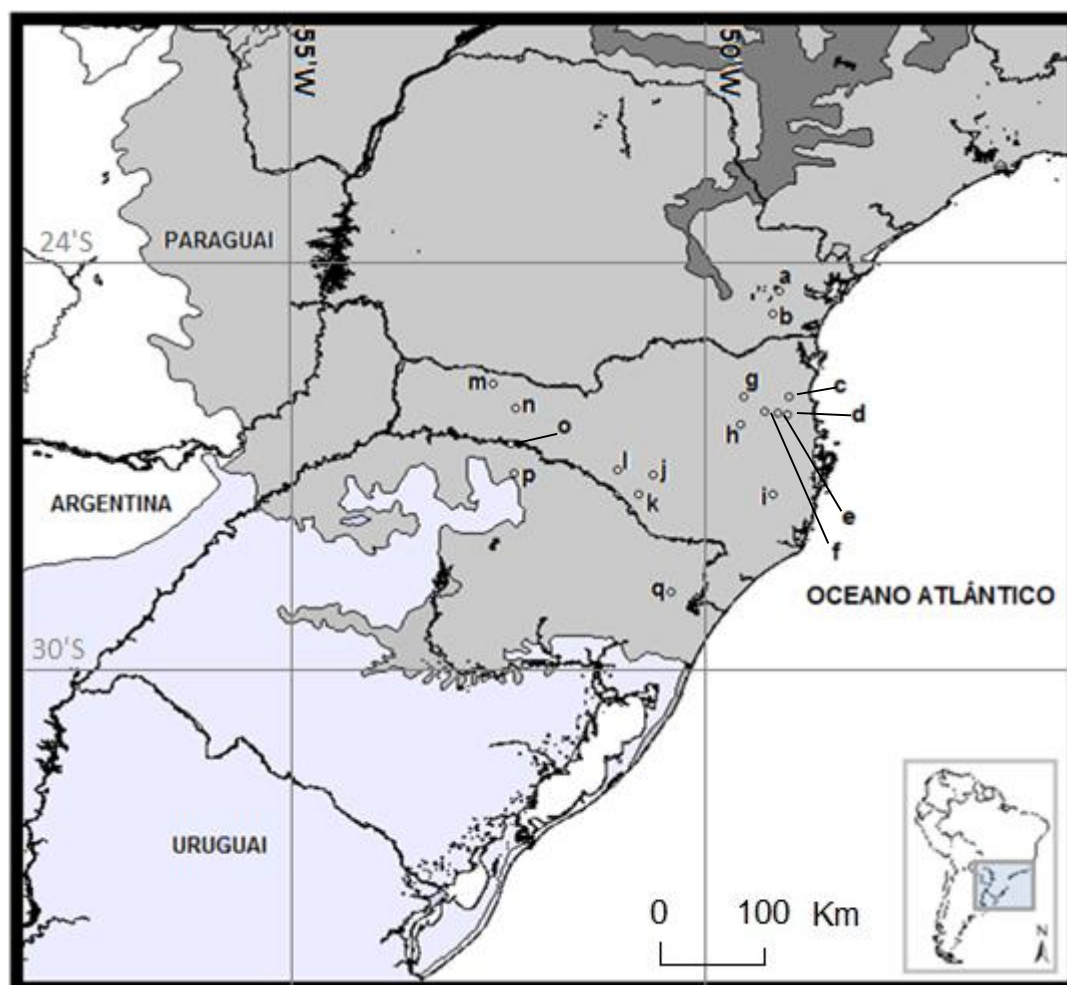 55'W
50'W
24'S
PARAGUAI
a
b
m
g
c
n
o
h
d
p
l
j
ARGENTINA
k
i
e
f
q
OCEANO ATLÂNTICO
30'S
URUGUAI
0 100 Km
N